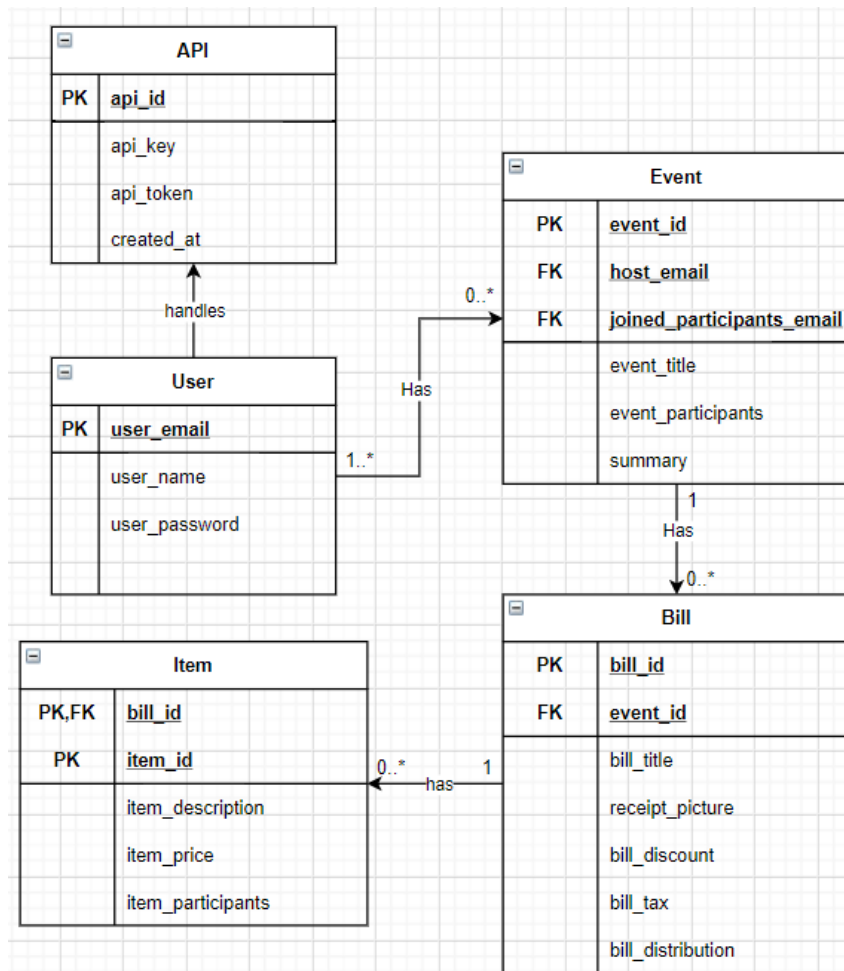 API
PK api_id
api_key
api_token
created_at
handles
User
PK user_email
user_name
user_password
1..*
Has
0..*
Event
PK event_id
FK host_email
FK joined_participants_email
event_title
event_participants
summary
1
Has
0..*
Bill
PK bill_id
FK event_id
bill_title
receipt_picture
bill_discount
bill_tax
bill_distribution
1
has
0..*
Item
PK,FK bill_id
PK item_id
item_description
item_price
item_participants